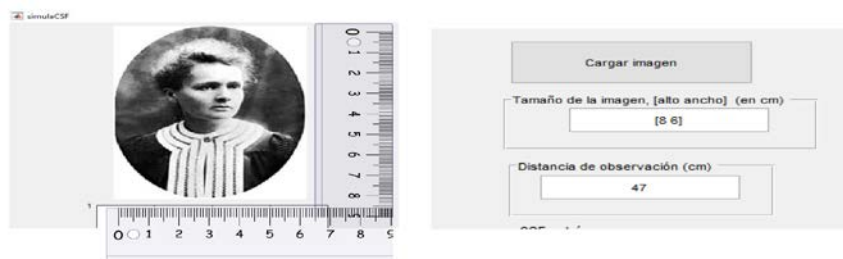 simulaCSF
0 1 2 3 4 5 6 7 8
1
0 1 2 3 4 5 6 7 8 9
Cargar imagen
Tamaño de la imagen, [alto ancho] (en cm)
[8 6]
Distancia de observación (cm)
47